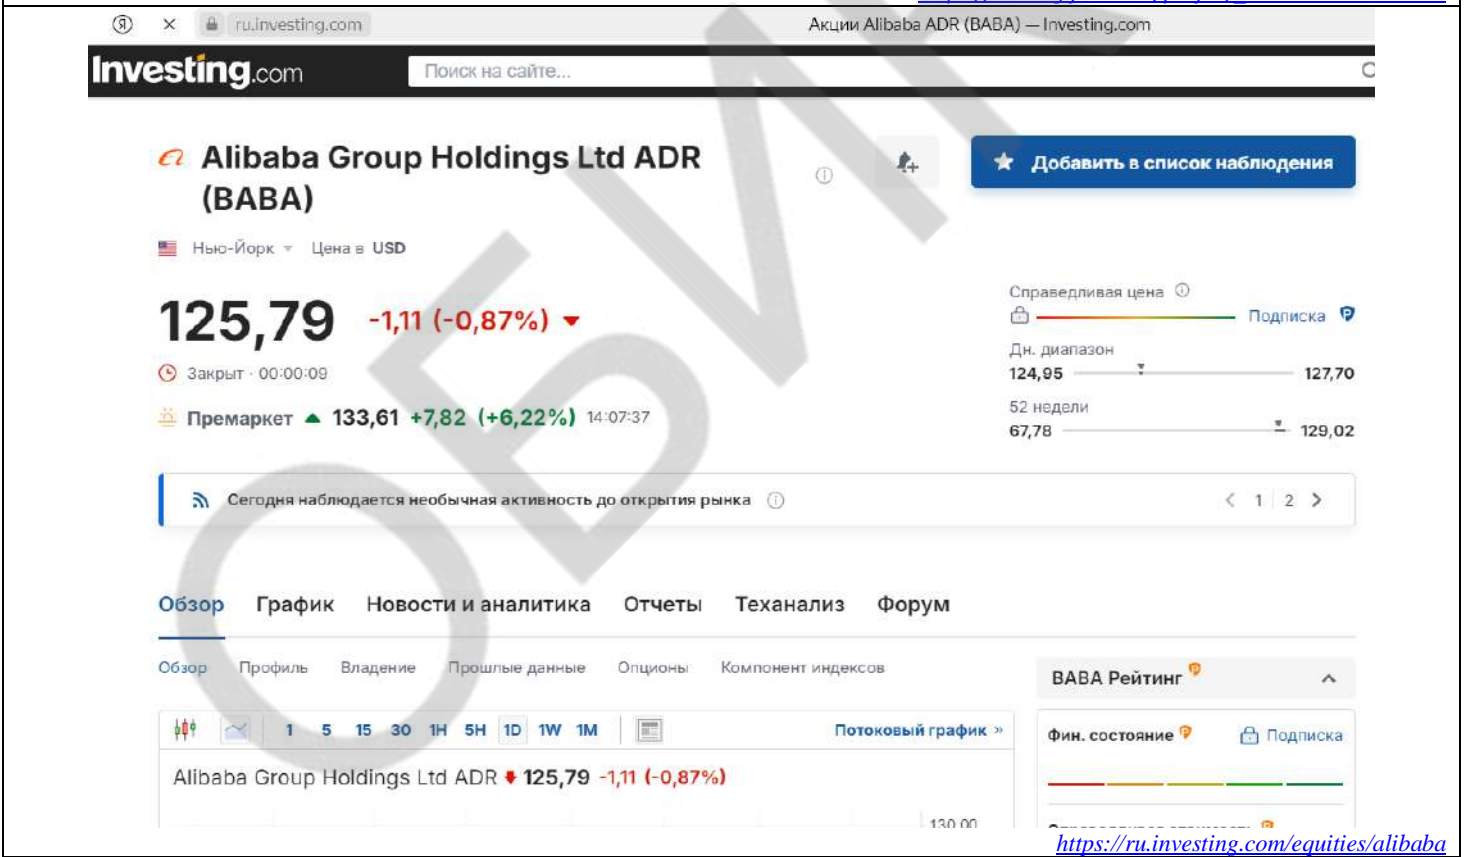 Акции Alibaba ADR (BABA) — Investing.com
ru.investing.com
Investing.com
Поиск на сайте...
Alibaba Group Holdings Ltd ADR
(BABA)
Добавить в список наблюдения
Нью-Йорк Цена в USD
125,79 -1,11 (-0,87%)
Закрыт · 00:00:09
Премаркет 133,61 +7,82 (+6,22%) 14:07:37
Справедливая цена
Подписка
Дн. диапазон
124,95 127,70
52 недели
67,78 129,02
Сегодня наблюдается необычная активность до открытия рынка
1 2
Обзор График Новости и аналитика Отчеты Теханализ Форум
Обзор Профиль Владение Прошлые данные Опционы Компонент индексов
1 5 15 30 1H 5H 1D 1W 1M
Потоковый график »
Alibaba Group Holdings Ltd ADR 125,79 -1,11 (-0,87%)
130,00
BABA Рейтинг
Фин. состояние Подписка
https://ru.investing.com/equities/alibaba